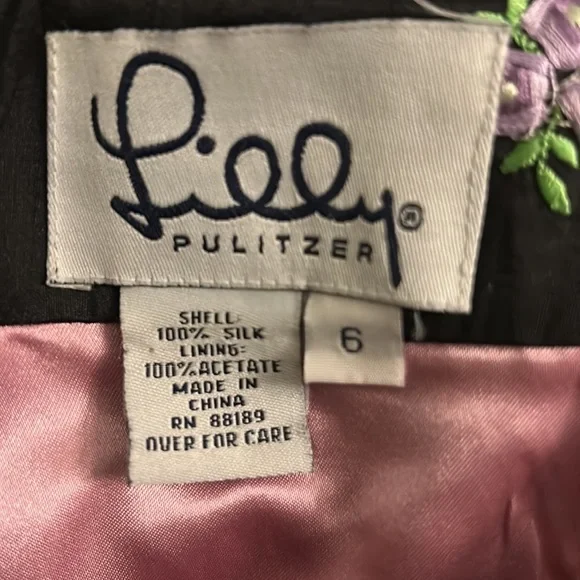 Lilly®
PULITZER
SHELL:
100% SILK
LINING:
100% ACETATE
MADE IN
CHINA
RN 88189
OVER FOR CARE
6